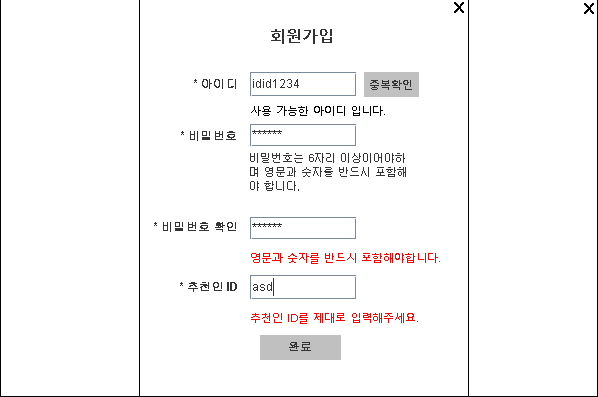 회원가입
* 아이디 idid1234 중복확인
사용 가능한 아이디 입니다.
* 비밀번호 ******
비밀번호는 6자리 이상이어야하
며 영문과 숫자를 반드시 포함해
야 합니다.
* 비밀번호 확인 ******
영문과 숫자를 반드시 포함해야합니다.
* 추천인 ID asd
추천인 ID를 제대로 입력해주세요.
완료